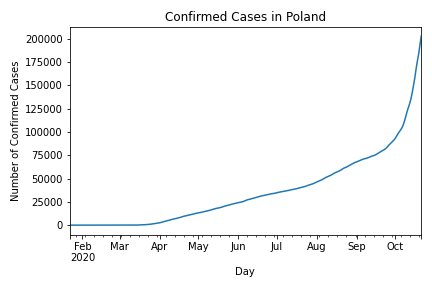 Confirmed Cases in Poland
Number of Confirmed Cases
200000
175000
150000
125000
100000
75000
50000
25000
0
Feb Mar Apr May Jun Jul Aug Sep Oct
2020
Day